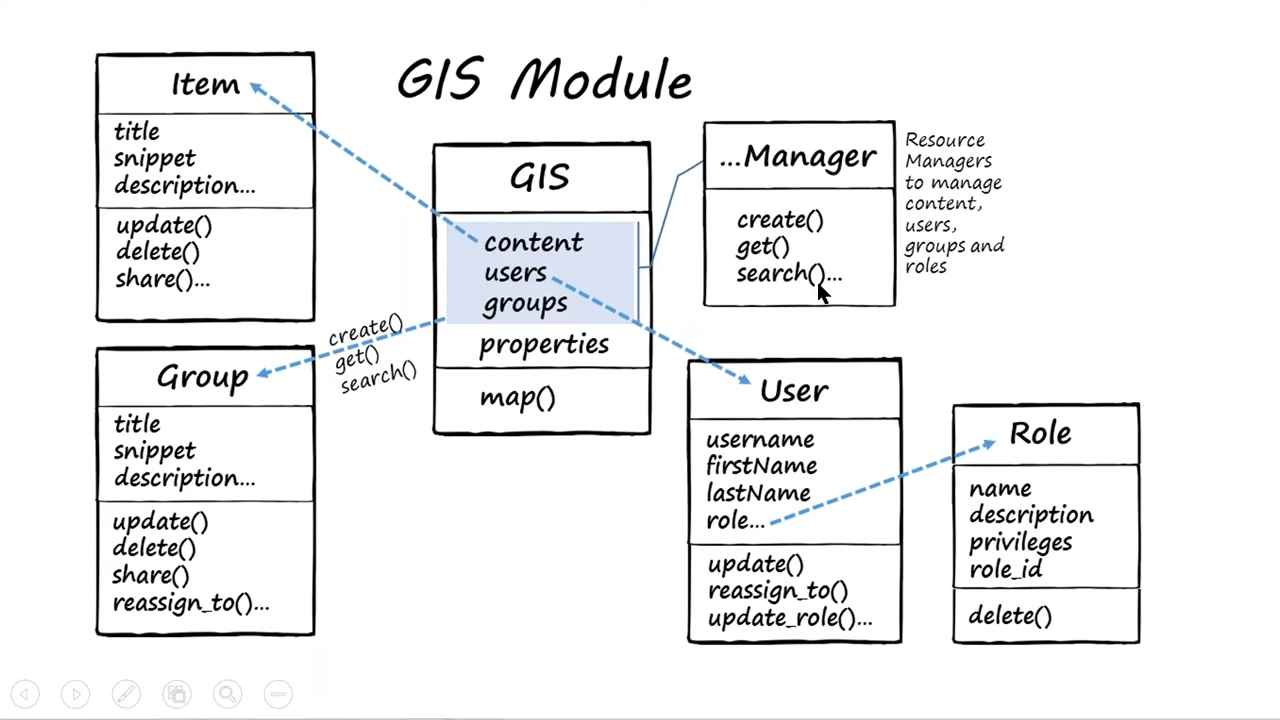 GIS Module
Item
title
snippet
description...
update()
delete()
share()...
GIS
content
users
groups
properties
map()
...Manager
create()
get()
search()...
Resource
Managers
to manage
content,
users,
groups and
roles
create()
get()
search()
Group
title
snippet
description...
update()
delete()
share()
reassign_to()...
User
username
firstName
lastName
role...
update()
reassign_to()
update_role()...
Role
name
description
privileges
role_id
delete()